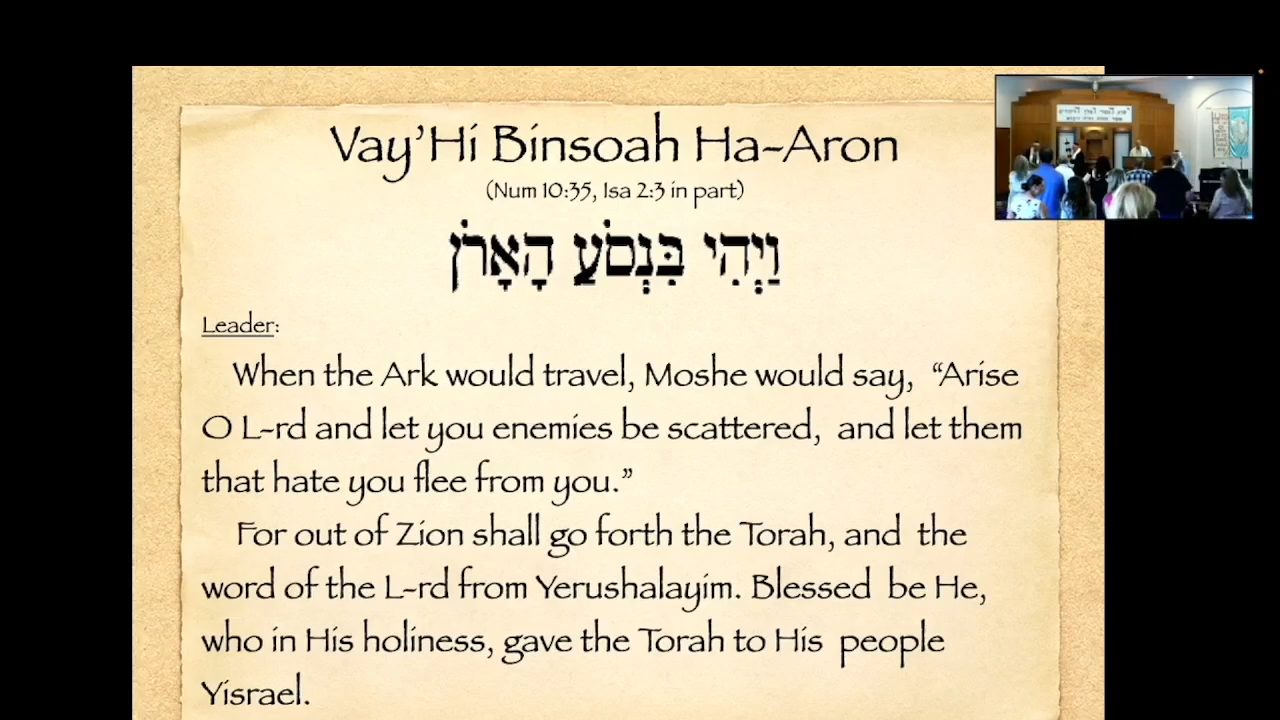 Vay'Hi Binsoah Ha-Aron
(Num 10:35, Isa 2:3 in part)
וַיְהִי בִּנְסֹעַ הָאָרֹן
Leader:
When the Ark would travel, Moshe would say, “Arise
O L-rd and let you enemies be scattered, and let them
that hate you flee from you.”
For out of Zion shall go forth the Torah, and the
word of the L-rd from Yerushalayim. Blessed be He,
who in His holiness, gave the Torah to His people
Yisrael.